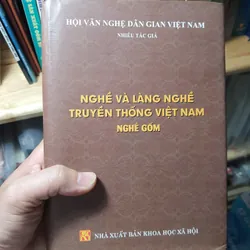 HỘI VĂN NGHỆ DÂN GIAN VIỆT NAM
NHIỀU TÁC GIẢ
NGHỀ VÀ LÀNG NGHỀ
TRUYỀN THỐNG VIỆT NAM
NGHỀ GỐM
NHÀ XUẤT BẢN KHOA HỌC XÃ HỘI